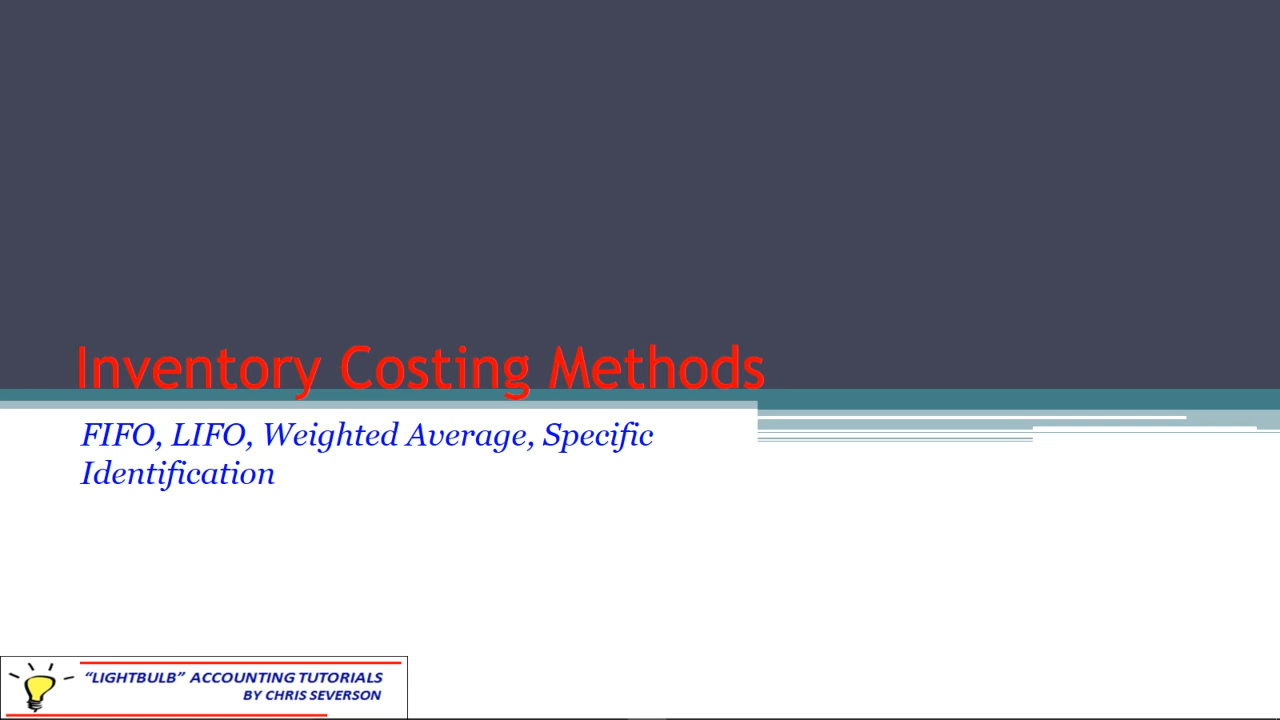 Inventory Costing Methods
FIFO, LIFO, Weighted Average, Specific
Identification
“LIGHTBULB” ACCOUNTING TUTORIALS
BY CHRIS SEVERSON